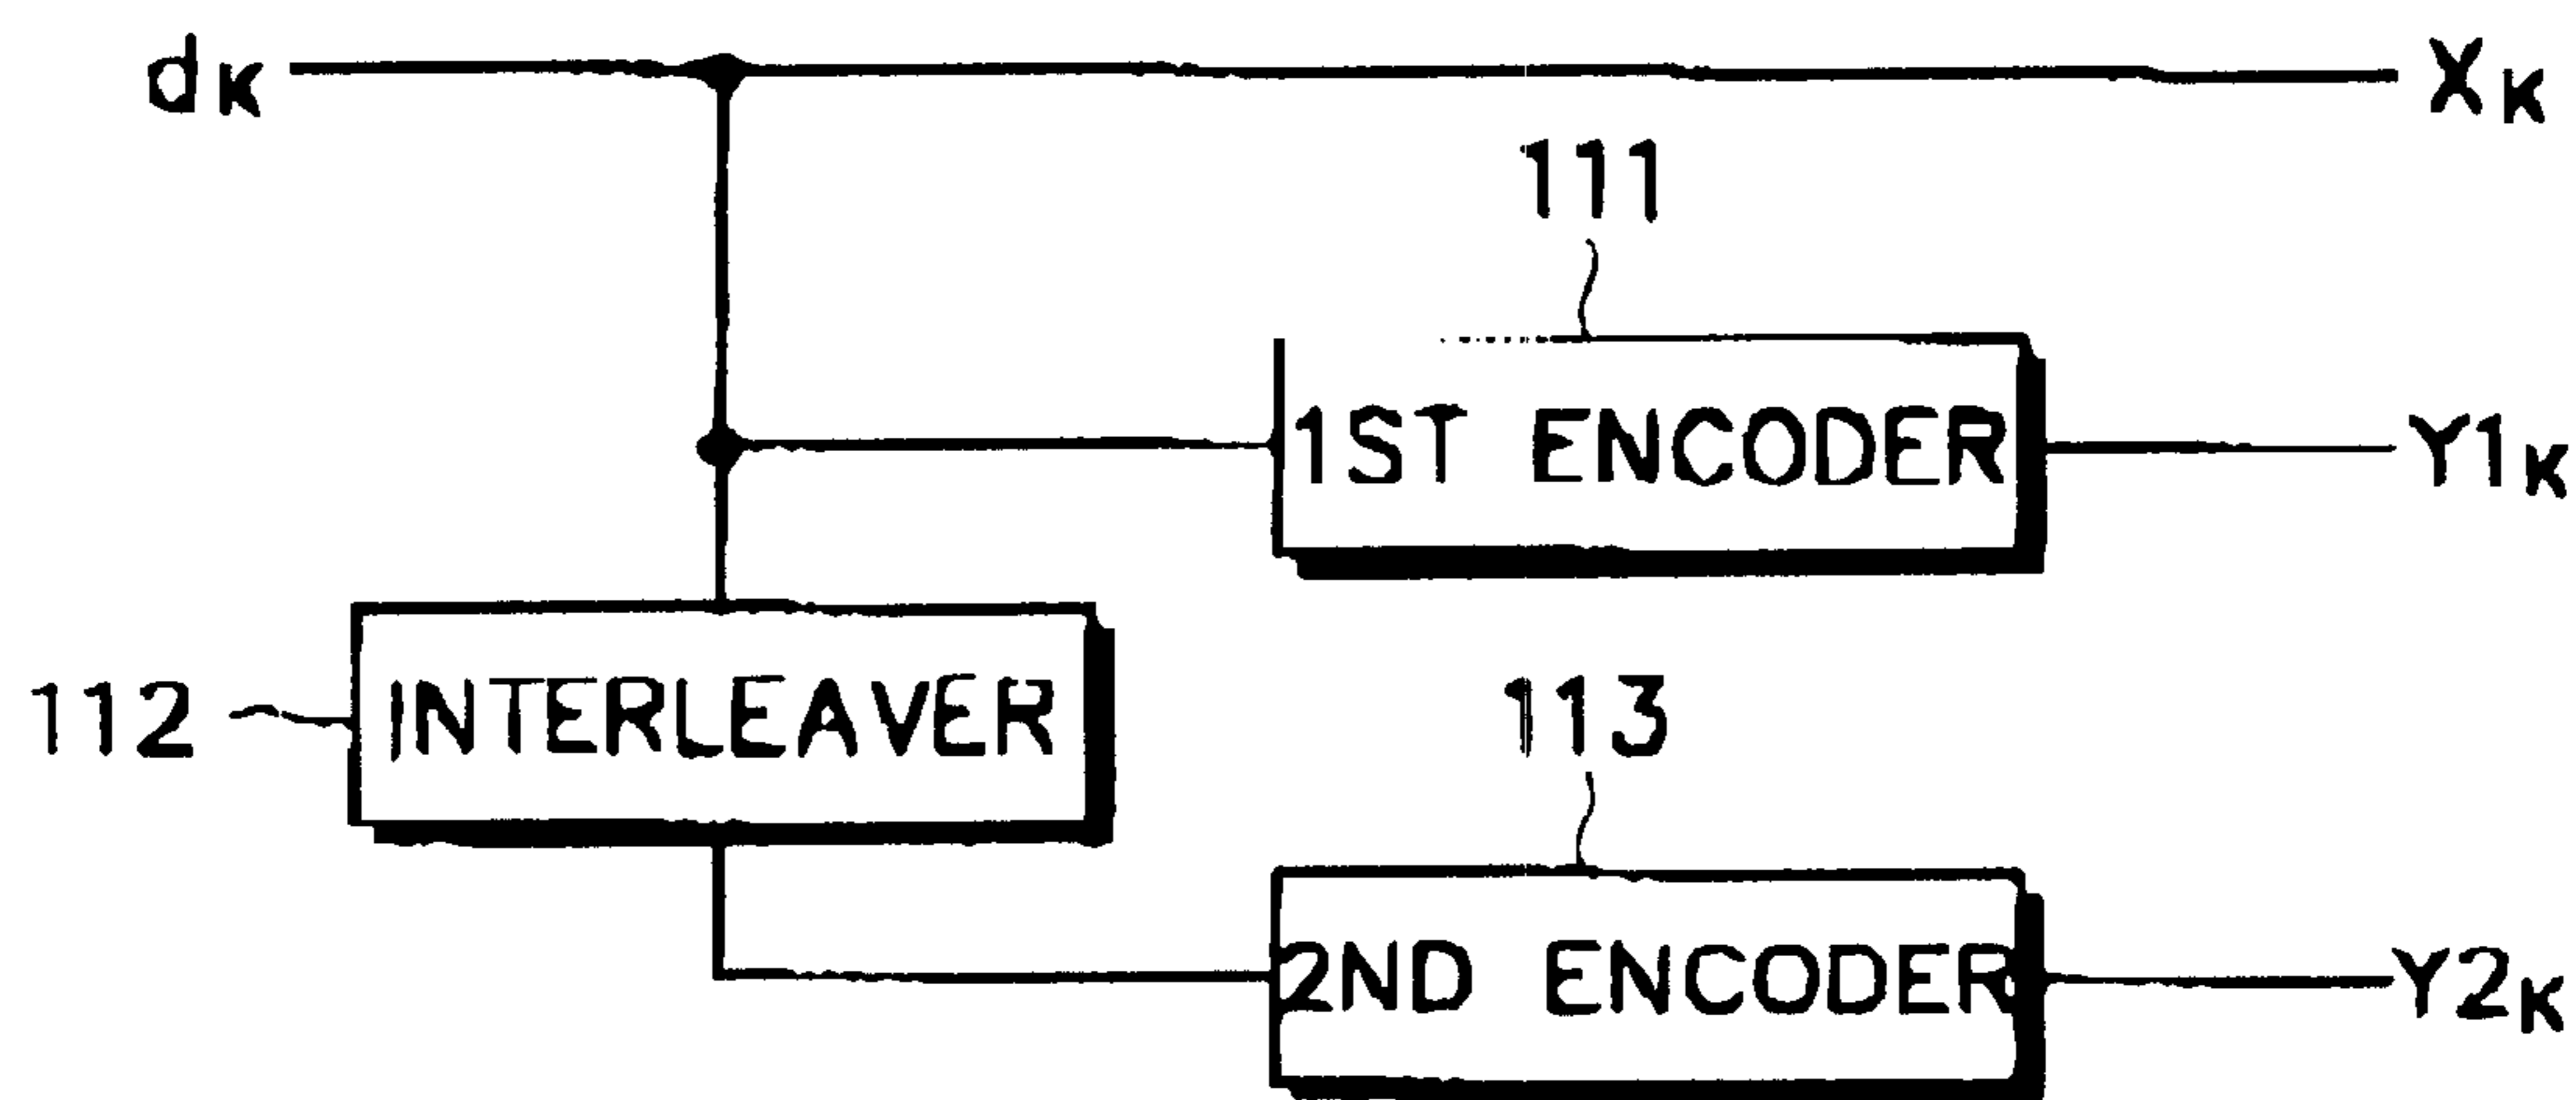 dK
XK
111
1ST ENCODER
Y1K
112
INTERLEAVER
113
2ND ENCODER
Y2K